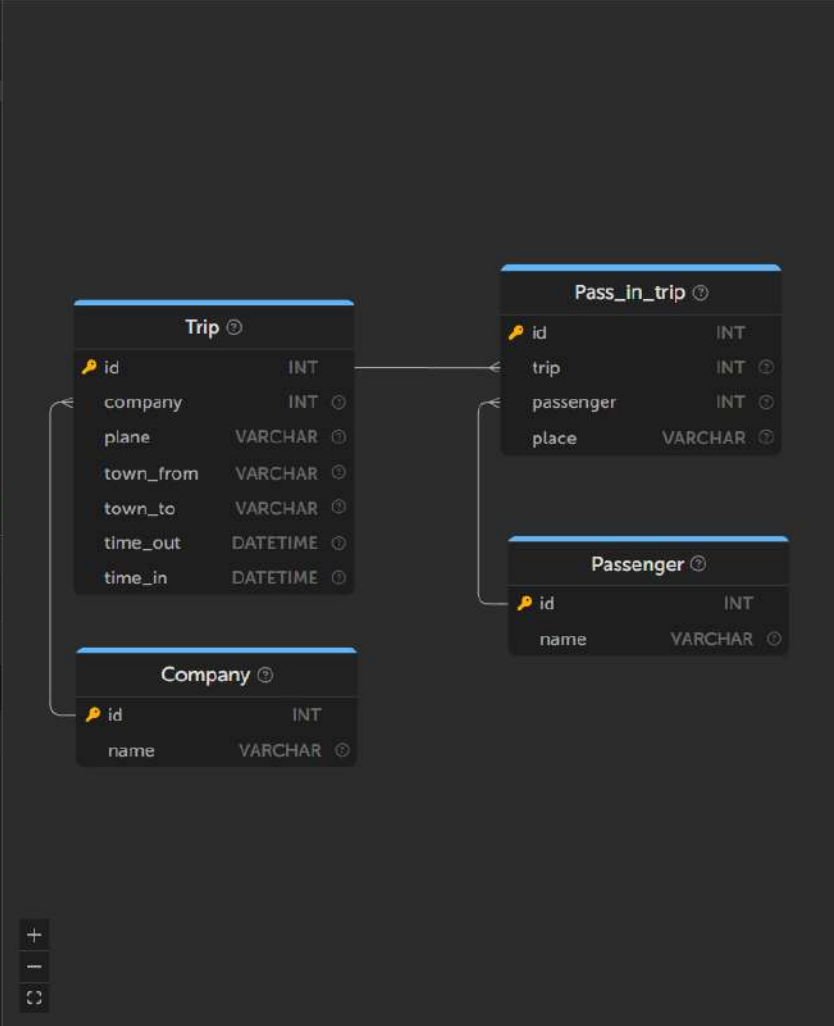 Trip
id INT
company INT
plane VARCHAR
town_from VARCHAR
town_to VARCHAR
time_out DATETIME
time_in DATETIME
Company
id INT
name VARCHAR
Pass_in_trip
id INT
trip INT
passenger INT
place VARCHAR
Passenger
id INT
name VARCHAR